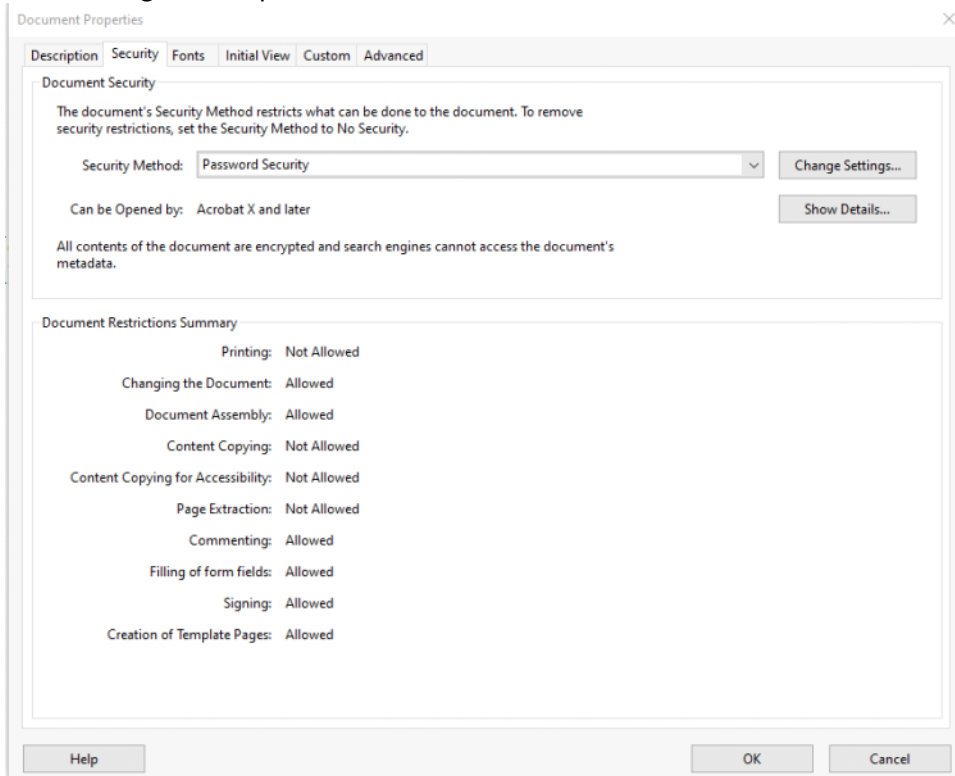 Document Properties
Description Security Fonts Initial View Custom Advanced
Document Security
The document's Security Method restricts what can be done to the document. To remove
security restrictions, set the Security Method to No Security.
Security Method: Password Security Change Settings...
Can be Opened by: Acrobat X and later Show Details...
All contents of the document are encrypted and search engines cannot access the document's
metadata.
Document Restrictions Summary
Printing: Not Allowed
Changing the Document: Allowed
Document Assembly: Allowed
Content Copying: Not Allowed
Content Copying for Accessibility: Not Allowed
Page Extraction: Not Allowed
Commenting: Allowed
Filling of form fields: Allowed
Signing: Allowed
Creation of Template Pages: Allowed
Help OK Cancel